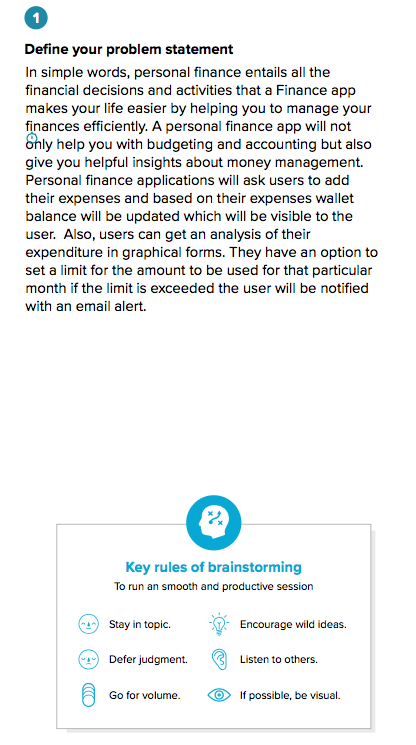 1
Define your problem statement
In simple words, personal finance entails all the
financial decisions and activities that a Finance app
makes your life easier by helping you to manage your
finances efficiently. A personal finance app will not
only help you with budgeting and accounting but also
give you helpful insights about money management.
Personal finance applications will ask users to add
their expenses and based on their expenses wallet
balance will be updated which will be visible to the
user.  Also, users can get an analysis of their
expenditure in graphical forms. They have an option to
set a limit for the amount to be used for that particular
month if the limit is exceeded the user will be notified
with an email alert.
Key rules of brainstorming
To run an smooth and productive session
Stay in topic.
Encourage wild ideas.
Defer judgment.
Listen to others.
Go for volume.
If possible, be visual.